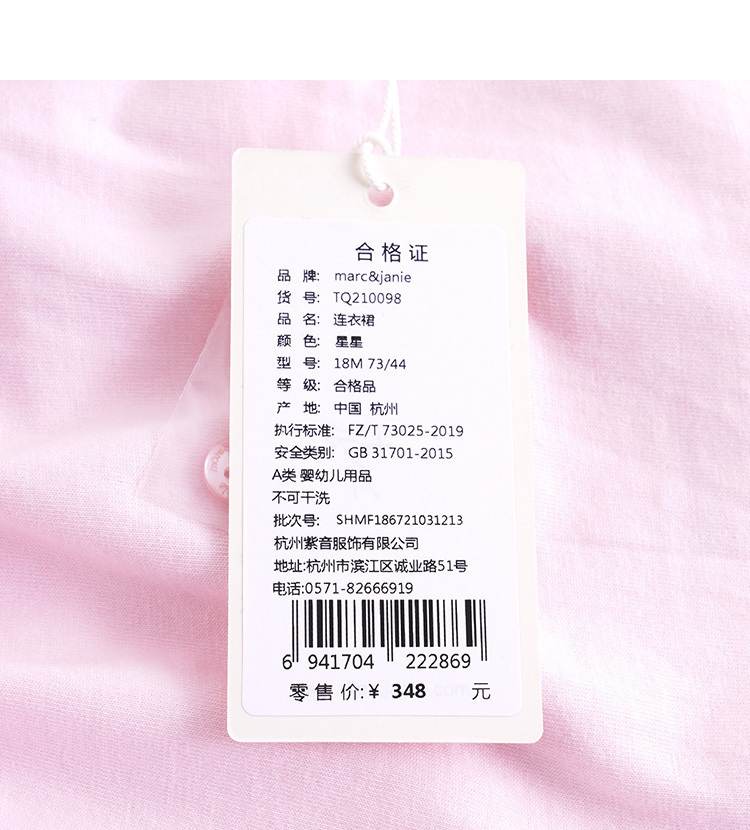 合格证
品 牌: marc&janie
货 号: TQ210098
品 名: 连衣裙
颜 色: 星星
型 号: 18M 73/44
等 级: 合格品
产 地: 中国 杭州
执行标准: FZ/T 73025-2019
安全类别: GB 31701-2015
A类 婴幼儿用品
不可干洗
批次号: SHMF186721031213
杭州紫音服饰有限公司
地址:杭州市滨江区诚业路51号
电话:0571-82666919
6 941704 222869
零售价:¥ 348 元